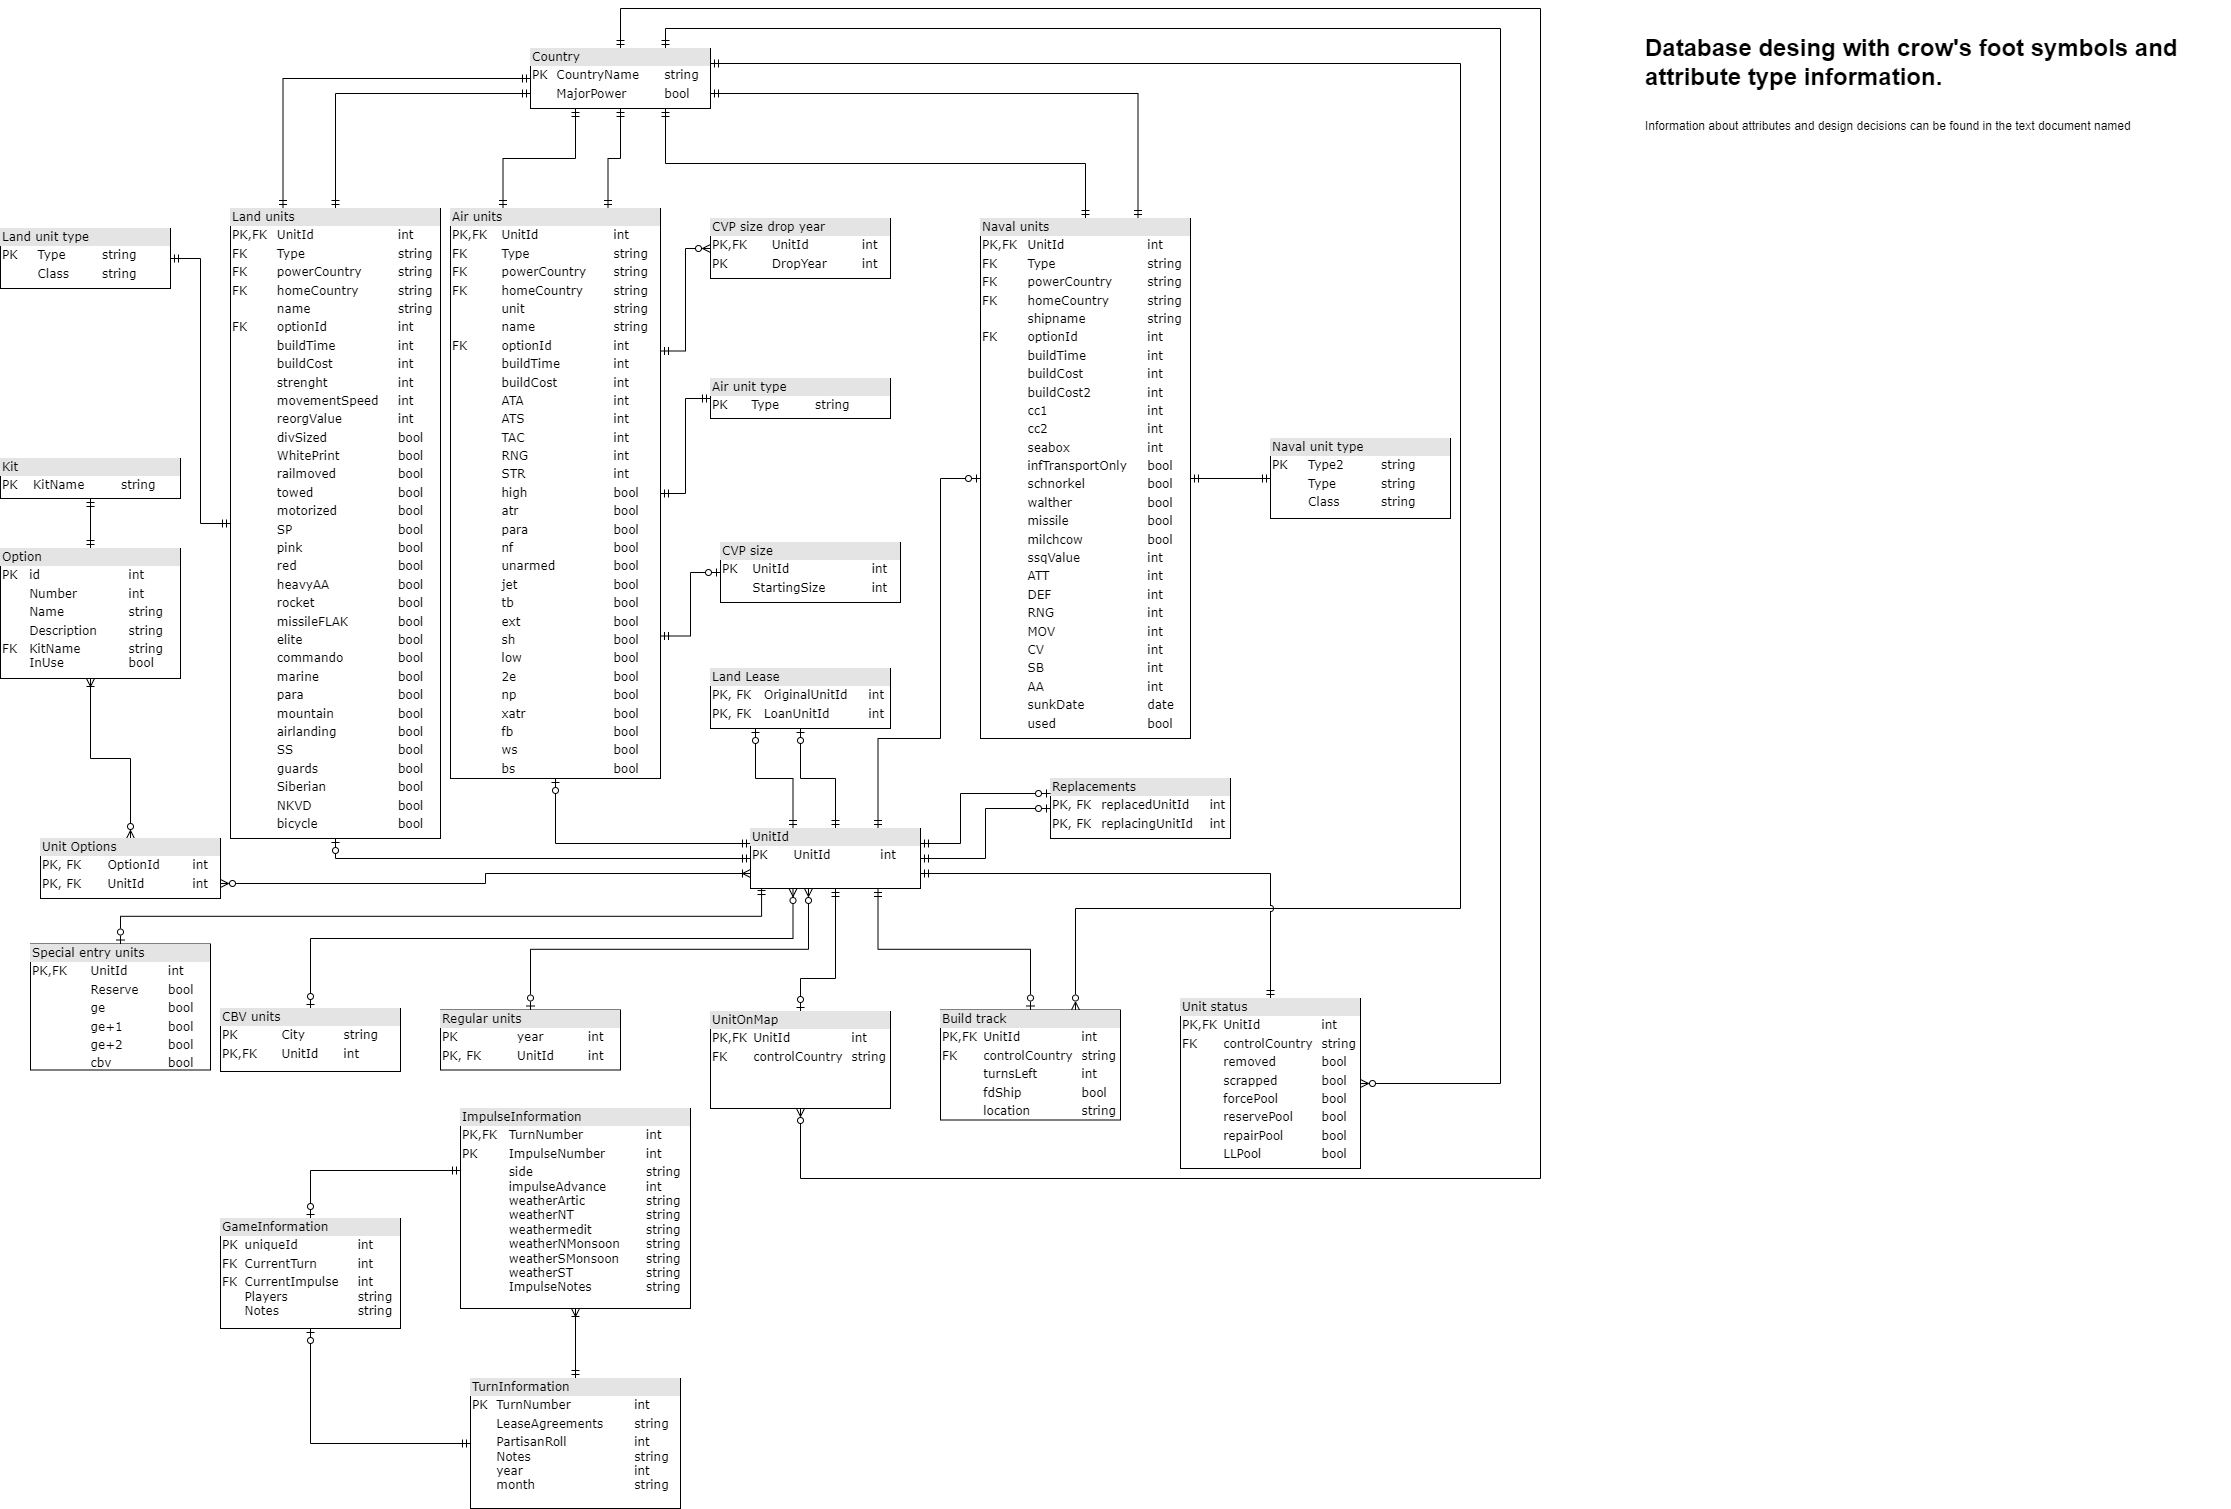 Database desing with crow's foot symbols and
attribute type information.
Information about attributes and design decisions can be found in the text document named
Country
PK CountryName string
MajorPower bool
Land unit type
PK Type string
Class string
Kit
PK KitName string
Option
PK id int
Number int
Name string
Description string
FK KitName string
InUse bool
Land units
PK,FK UnitId int
FK Type string
FK powerCountry string
FK homeCountry string
name string
FK optionId int
buildTime int
buildCost int
strenght int
movementSpeed int
reorgValue int
divSized bool
WhitePrint bool
railmoved bool
towed bool
motorized bool
SP bool
pink bool
red bool
heavyAA bool
rocket bool
missileFLAK bool
elite bool
commando bool
marine bool
para bool
mountain bool
airlanding bool
SS bool
guards bool
Siberian bool
NKVD bool
bicycle bool
Air units
PK,FK UnitId int
FK Type string
FK powerCountry string
FK homeCountry string
unit string
name string
FK optionId int
buildTime int
buildCost int
ATA int
ATS int
TAC int
RNG int
STR int
high bool
atr bool
para bool
nf bool
unarmed bool
jet bool
tb bool
ext bool
sh bool
low bool
2e bool
np bool
xatr bool
fb bool
ws bool
bs bool
CVP size drop year
PK,FK UnitId int
PK DropYear int
Air unit type
PK Type string
CVP size
PK UnitId int
StartingSize int
Land Lease
PK, FK OriginalUnitId int
PK, FK LoanUnitId int
Naval units
PK,FK UnitId int
FK Type string
FK powerCountry string
FK homeCountry string
shipname string
FK optionId int
buildTime int
buildCost int
buildCost2 int
cc1 int
cc2 int
seabox int
infTransportOnly bool
schnorkel bool
walther bool
missile bool
milchcow bool
ssqValue int
ATT int
DEF int
RNG int
MOV int
CV int
SB int
AA int
sunkDate date
used bool
Naval unit type
PK Type2 string
Type string
Class string
Replacements
PK, FK replacedUnitId int
PK, FK replacingUnitId int
UnitId
PK UnitId int
Unit Options
PK, FK OptionId int
PK, FK UnitId int
Special entry units
PK,FK UnitId int
Reserve bool
ge bool
ge+1 bool
ge+2 bool
cbv bool
CBV units
PK City string
PK,FK UnitId int
Regular units
PK year int
PK, FK UnitId int
UnitOnMap
PK,FK UnitId int
FK controlCountry string
Build track
PK,FK UnitId int
FK controlCountry string
turnsLeft int
fdShip bool
location string
Unit status
PK,FK UnitId int
FK controlCountry string
removed bool
scrapped bool
forcePool bool
reservePool bool
repairPool bool
LLPool bool
ImpulseInformation
PK,FK TurnNumber int
PK ImpulseNumber int
side string
impulseAdvance int
weatherArtic string
weatherNT string
weathermedit string
weatherNMonsoon string
weatherSMonsoon string
weatherST string
ImpulseNotes string
GameInformation
PK uniqueId int
FK CurrentTurn int
FK CurrentImpulse int
Players string
Notes string
TurnInformation
PK TurnNumber int
LeaseAgreements string
PartisanRoll int
Notes string
year int
month string